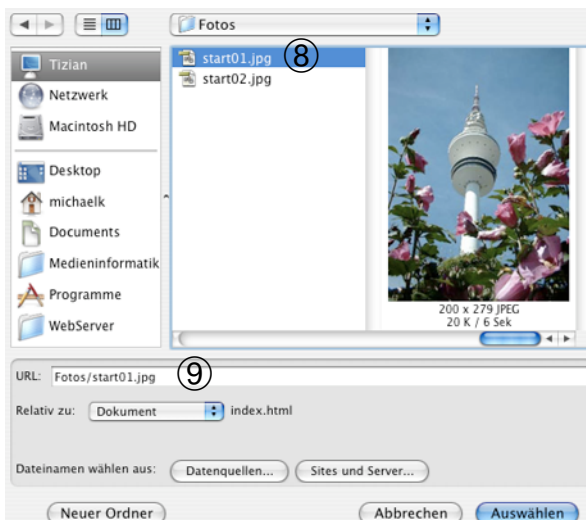 Fotos
Tizian
Netzwerk
Macintosh HD
Desktop
michaelk
Documents
Medieninformatik
Programme
WebServer
start01.jpg ⑧
start02.jpg
200 x 279 JPEG
20 K / 6 Sek
URL: Fotos/start01.jpg ⑨
Relativ zu: Dokument index.html
Dateinamen wählen aus: Datenquellen... Sites und Server...
Neuer Ordner Abbrechen Auswählen